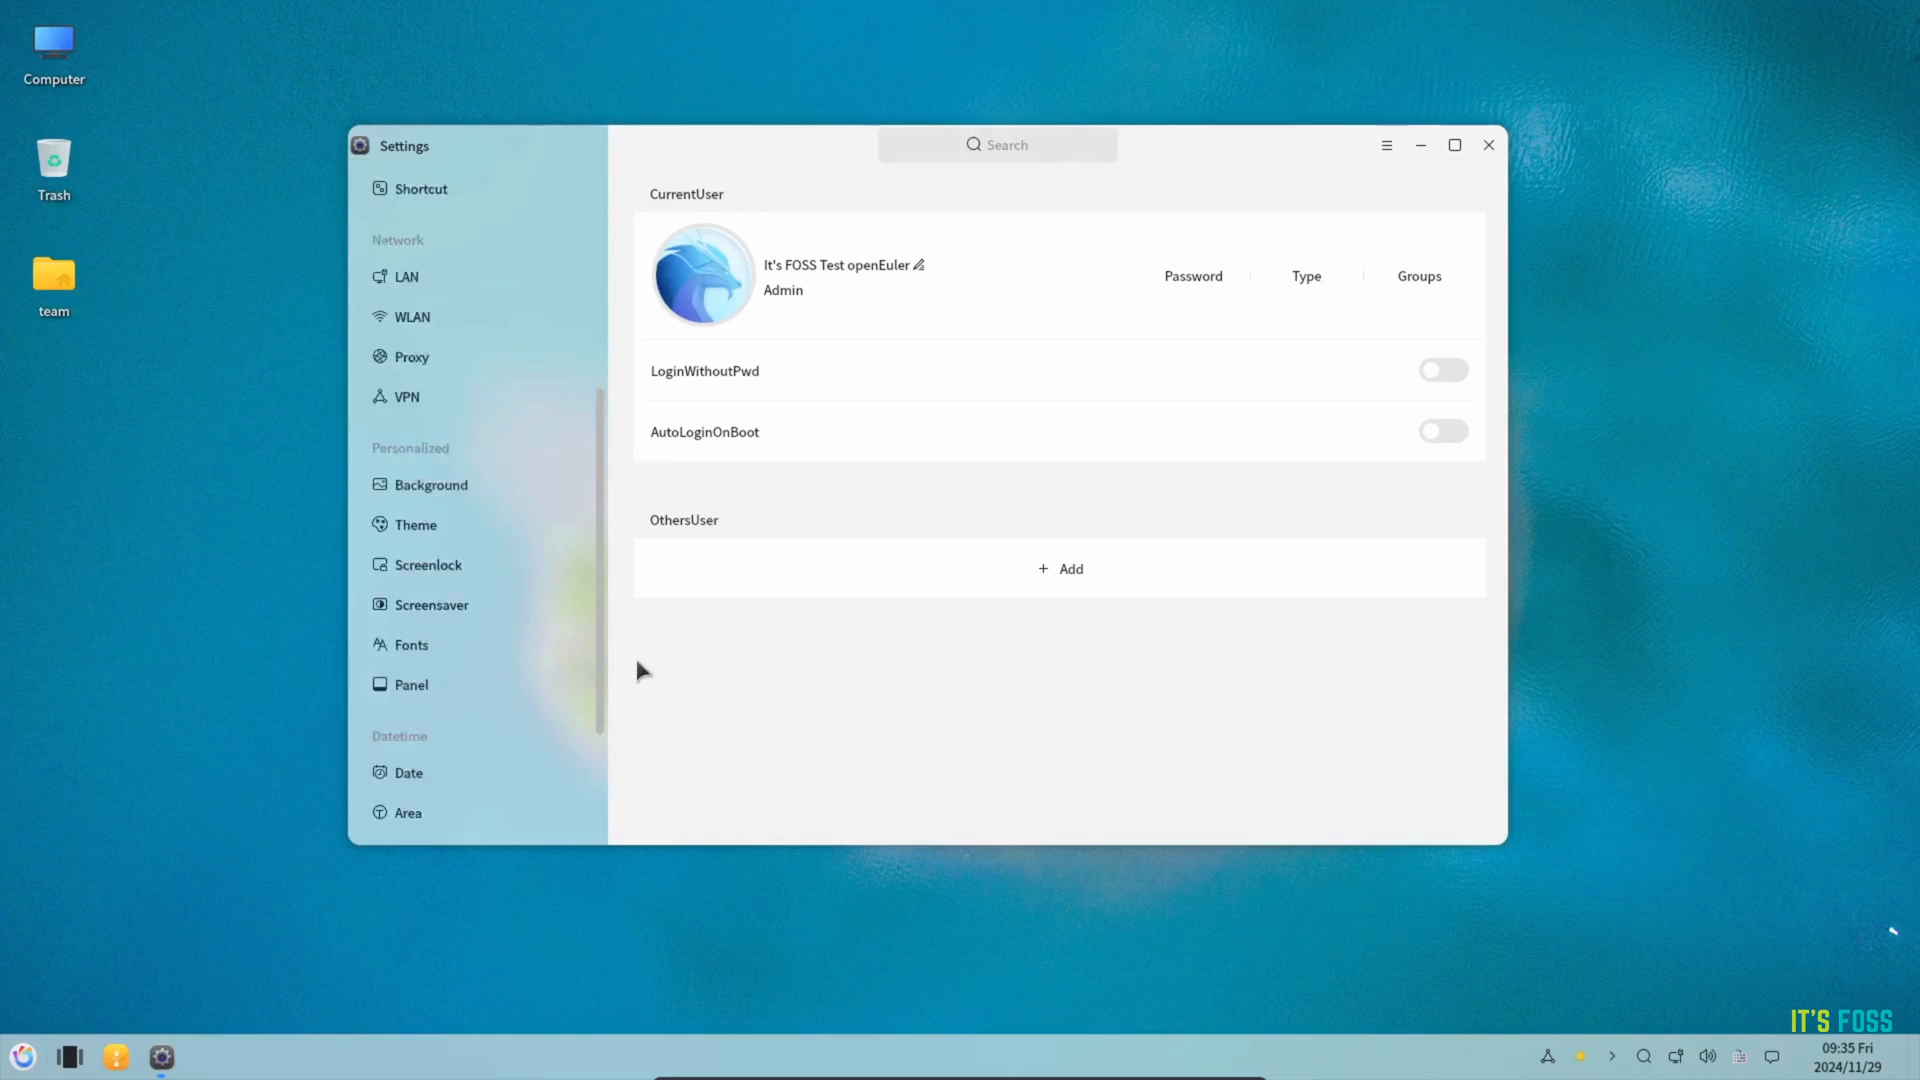 Computer
Trash
team
Settings
Search
Shortcut
Network
LAN
WLAN
Proxy
VPN
Personalized
Background
Theme
Screenlock
Screensaver
Fonts
Panel
Datetime
Date
Area
CurrentUser
It's FOSS Test openEuler
Admin
Password
Type
Groups
LoginWithoutPwd
AutoLoginOnBoot
OthersUser
+ Add
IT'S FOSS
09:35 Fri
2024/11/29